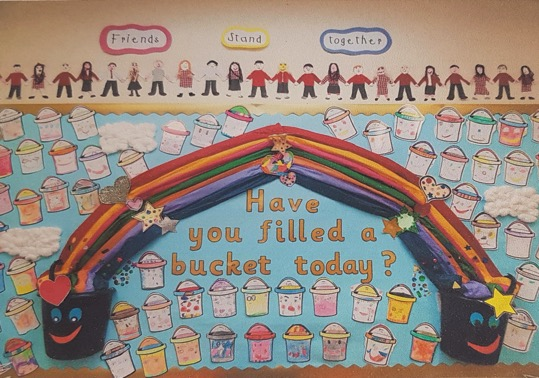 Friends Stand together
Have
you filled a
bucket today?